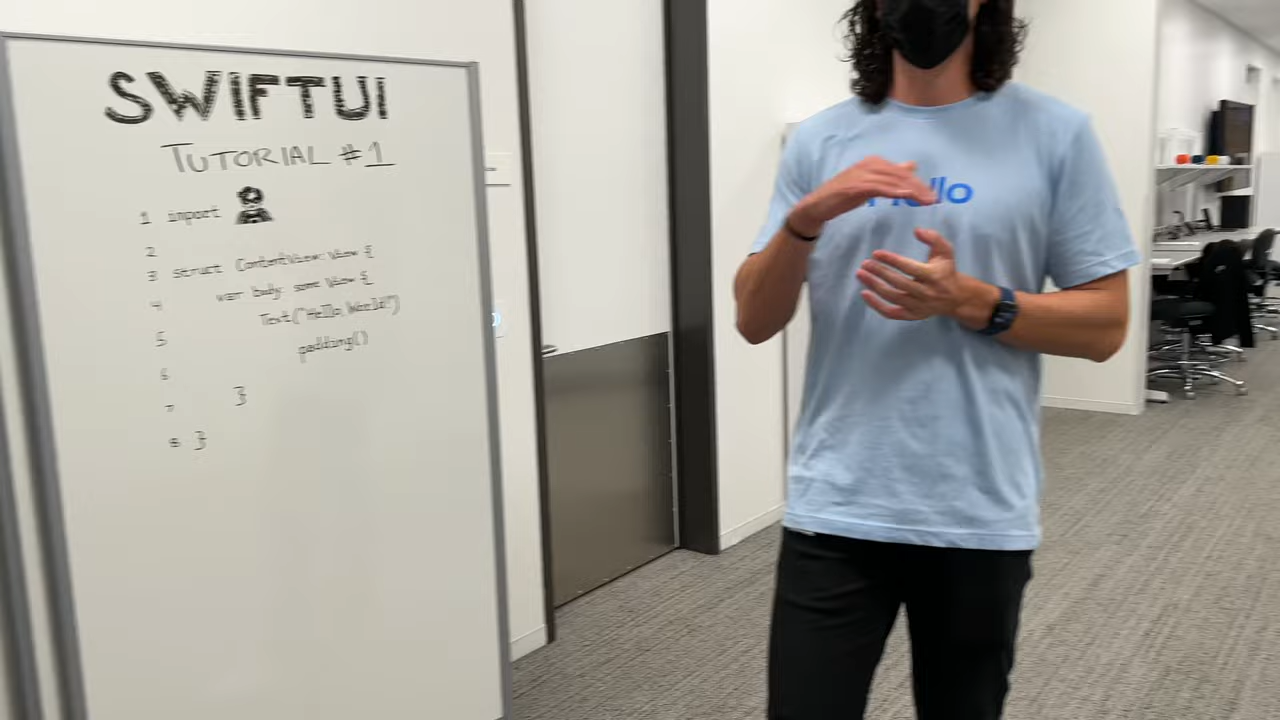 SWIFTUI
TUTORIAL #1
1 import
2
3 struct ContentView: View {
4 var body: some View {
5 Text("Hello, World!")
6 padding()
7 }
8 }
Hello